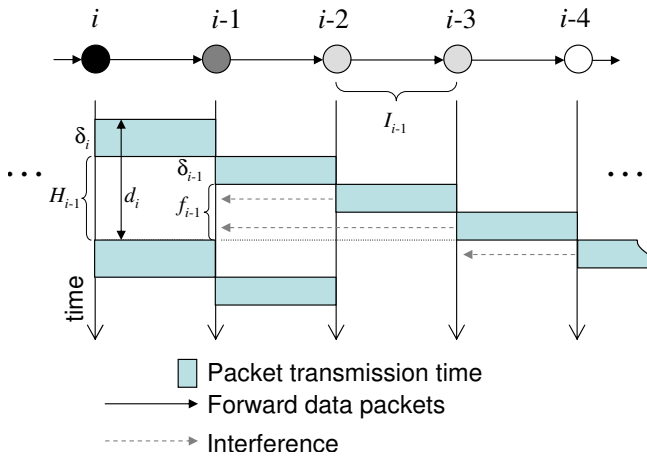 i i-1 i-2 i-3 i-4
I_{i-1}
δ_i
δ_{i-1}
... H_{i-1} d_i f_{i-1} ...
time
Packet transmission time
Forward data packets
Interference